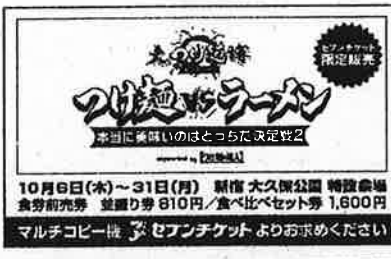 大つけ麺博
セブンチケット
限定販売
つけ麺VSラーメン
本当に美味いのはどっちだ決定戦2
10月6日(木)～31日(月) 新宿 大久保公園 特設会場
食券前売券 並盛り券 810円／食べ比べセット券 1,600円
マルチコピー機 セブンチケット よりお求めください